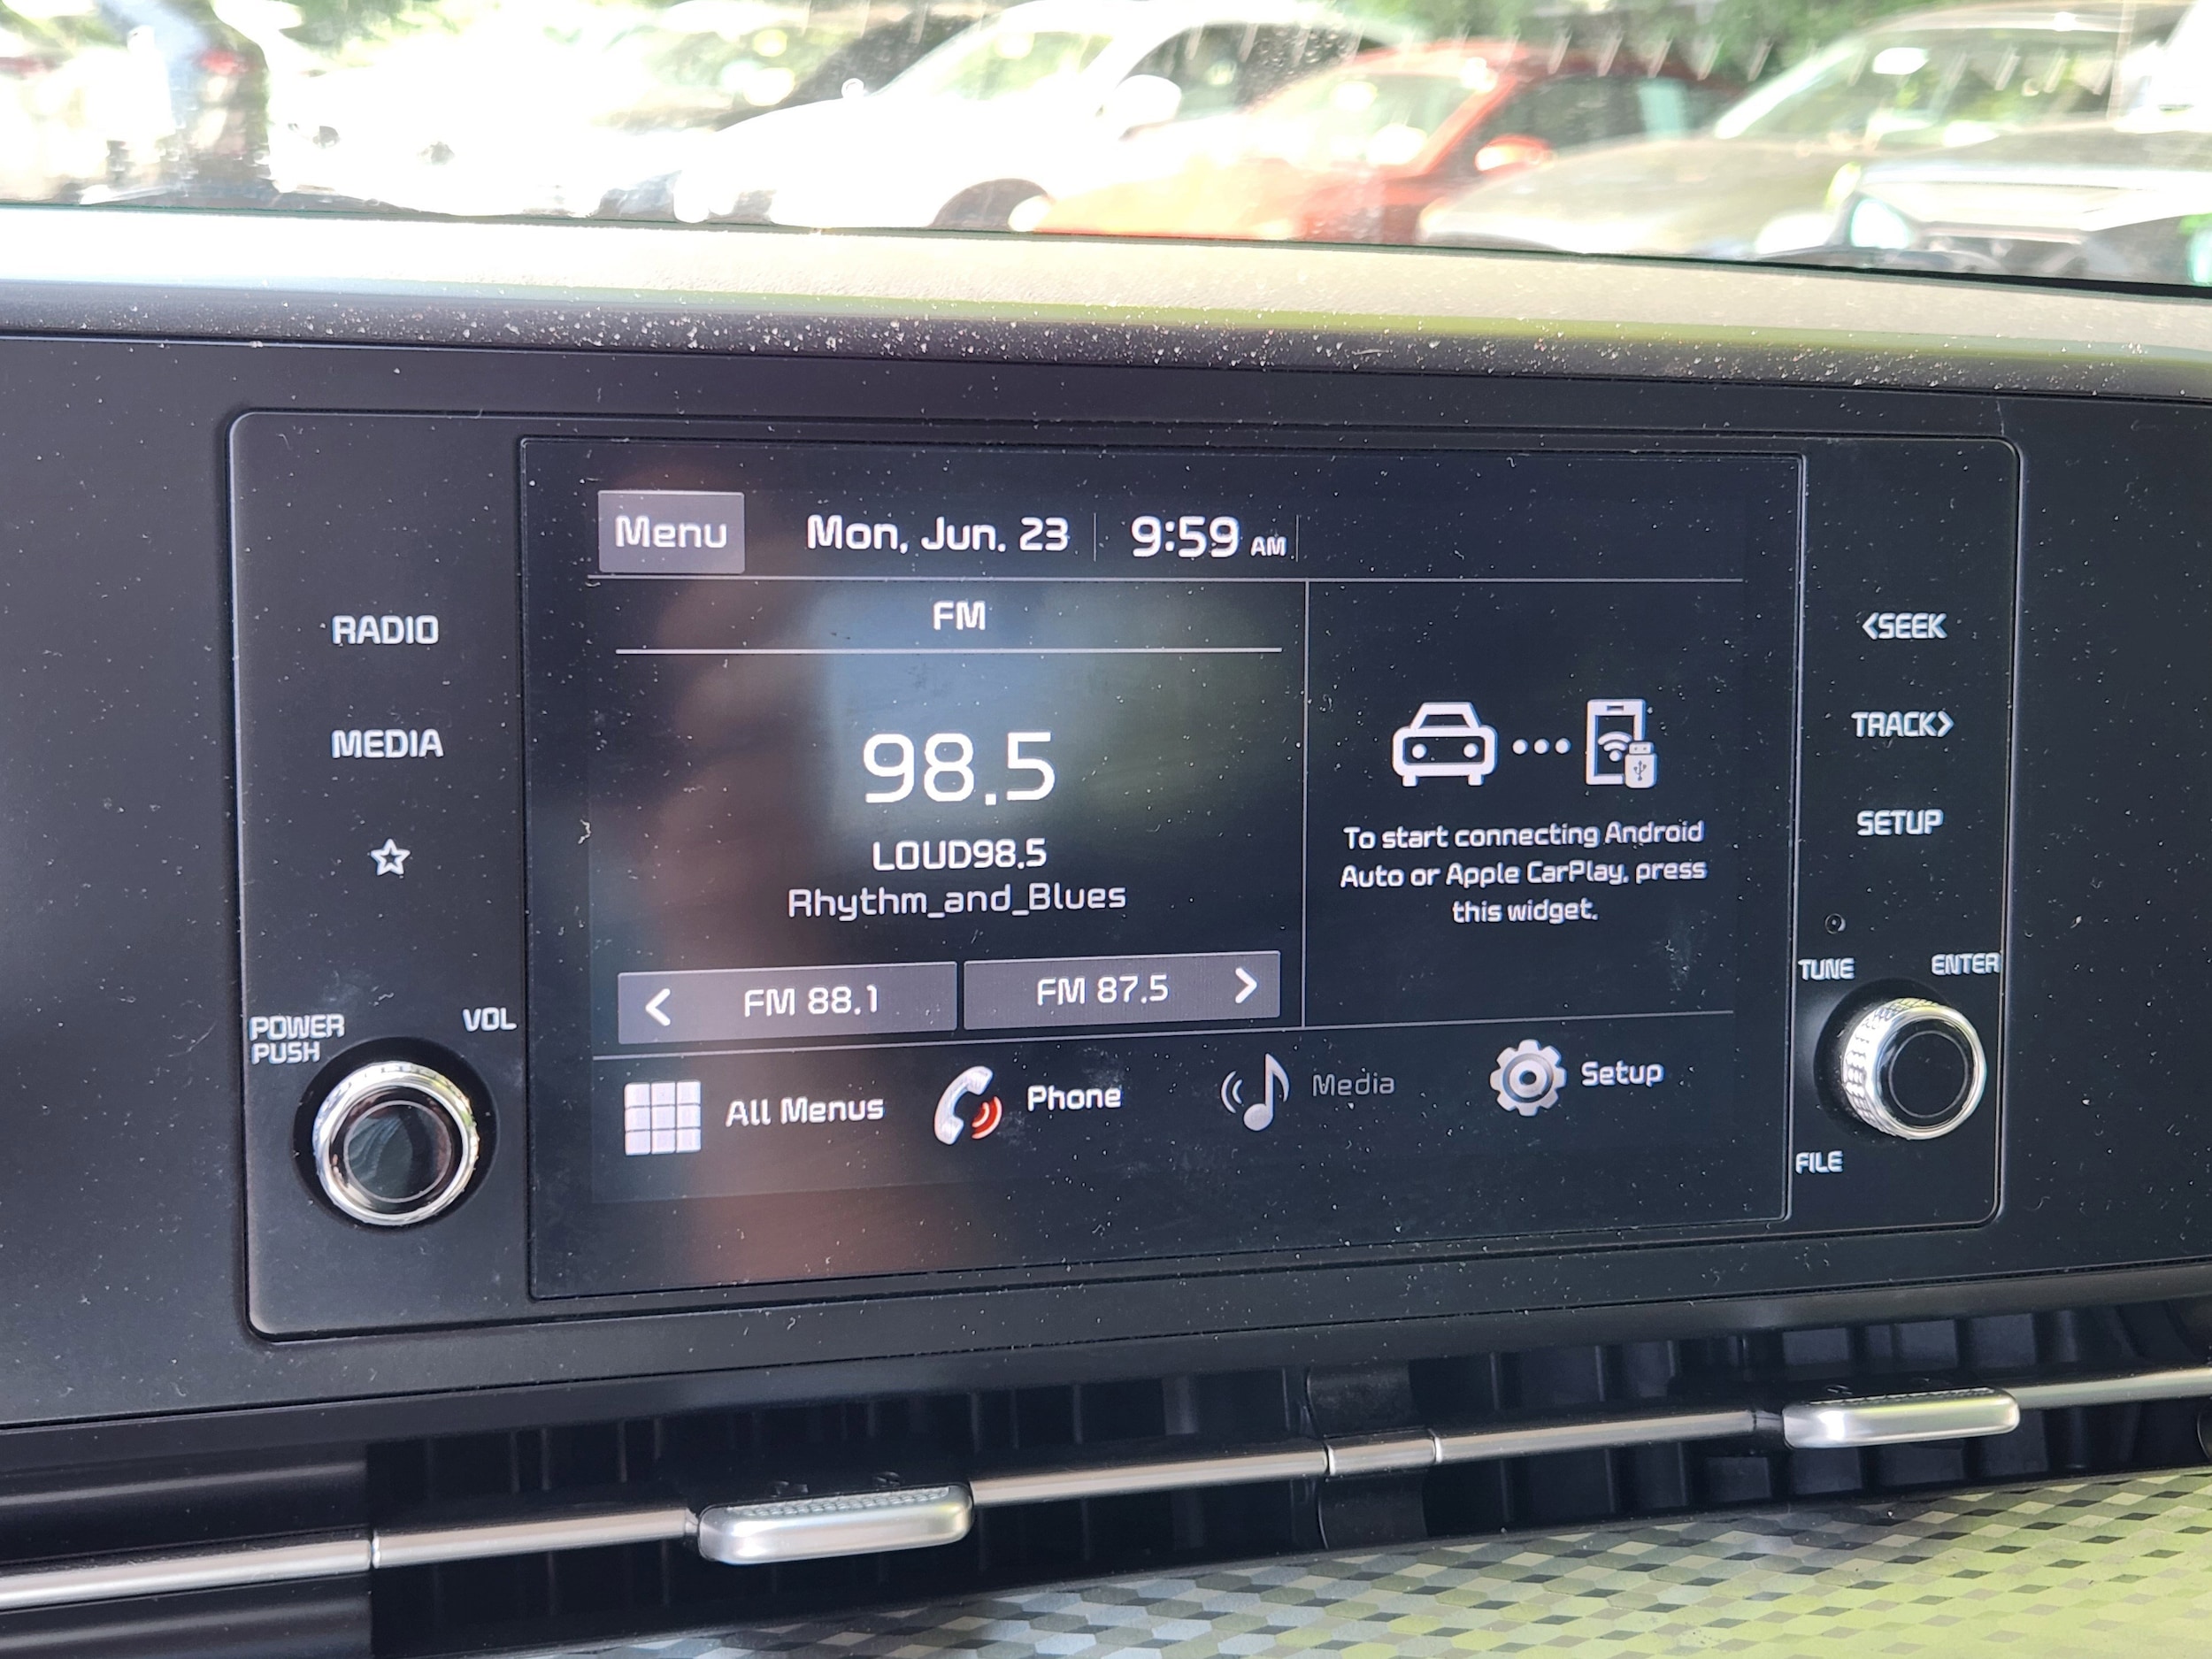 Menu
Mon, Jun. 23
9:59 AM
RADIO
MEDIA
POWER
PUSH
VOL
FM
98.5
LOUD98.5
Rhythm_and_Blues
FM 88.1
FM 87.5
To start connecting Android
Auto or Apple CarPlay, press
this widget.
All Menus
Phone
Media
Setup
<SEEK
TRACK>
SETUP
TUNE
ENTER
FILE